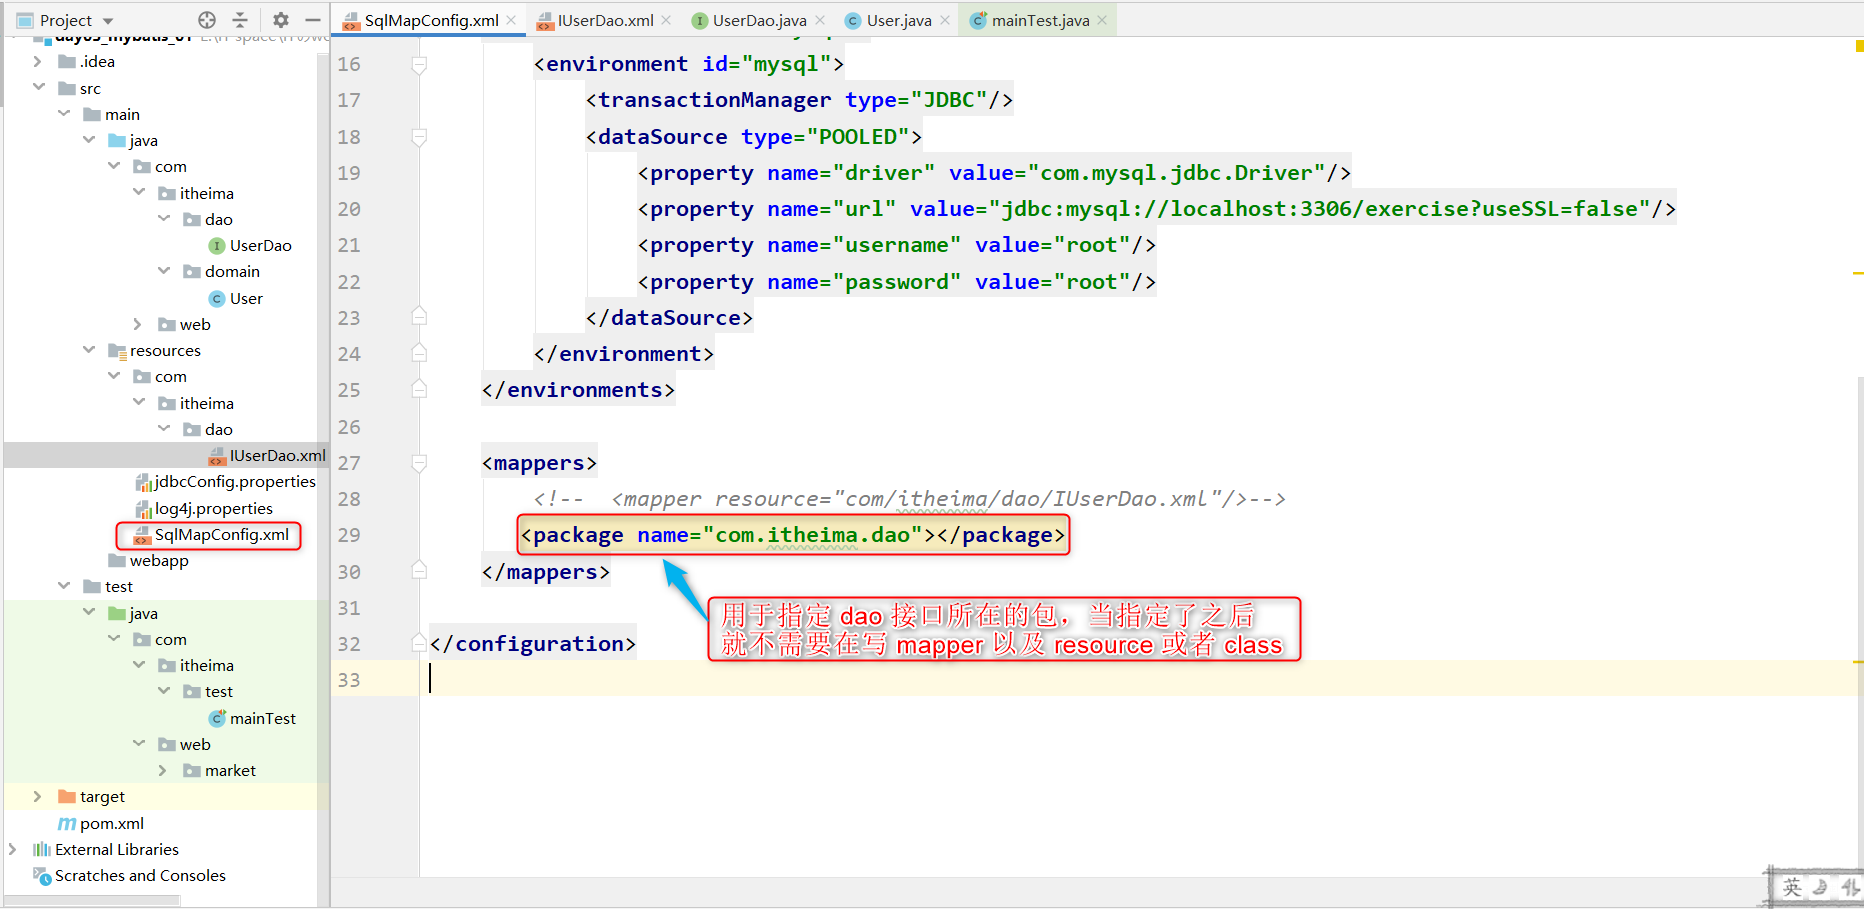 Project
SqlMapConfig.xml
IUserDao.xml
UserDao.java
User.java
mainTest.java
.idea
src
main
java
com
itheima
dao
UserDao
domain
User
web
resources
com
itheima
dao
IUserDao.xml
jdbcConfig.properties
log4j.properties
SqlMapConfig.xml
webapp
test
java
com
itheima
test
mainTest
web
market
target
pom.xml
External Libraries
Scratches and Consoles
16 <environment id="mysql">
17 <transactionManager type="JDBC"/>
18 <dataSource type="POOLED">
19 <property name="driver" value="com.mysql.jdbc.Driver"/>
20 <property name="url" value="jdbc:mysql://localhost:3306/exercise?useSSL=false"/>
21 <property name="username" value="root"/>
22 <property name="password" value="root"/>
23 </dataSource>
24 </environment>
25 </environments>
26
27 <mappers>
28 <!-- <mapper resource="com/itheima/dao/IUserDao.xml"/>-->
29 <package name="com.itheima.dao"></package>
30 </mappers>
31
32 </configuration>
33
用于指定 dao 接口所在的包，当指定了之后
就不需要在写 mapper 以及 resource 或者 class
英